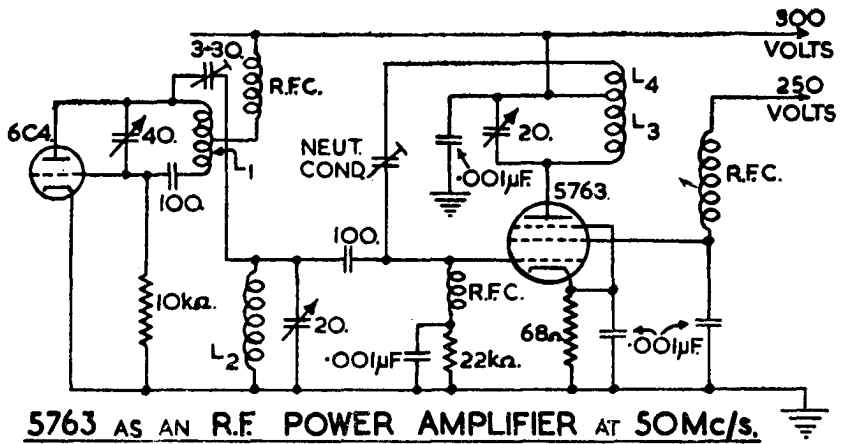 300
VOLTS
3-30.
R.F.C.
L4
250
VOLTS
6C4.
40.
L3
20.
NEUT.
COND.
L1
.001µF.
5763.
R.F.C.
100.
100.
10kΩ.
R.F.C.
20.
68Ω
L2
.001µF
22kΩ.
.001µF.
5763 AS AN R.F. POWER AMPLIFIER AT 50Mc/s.